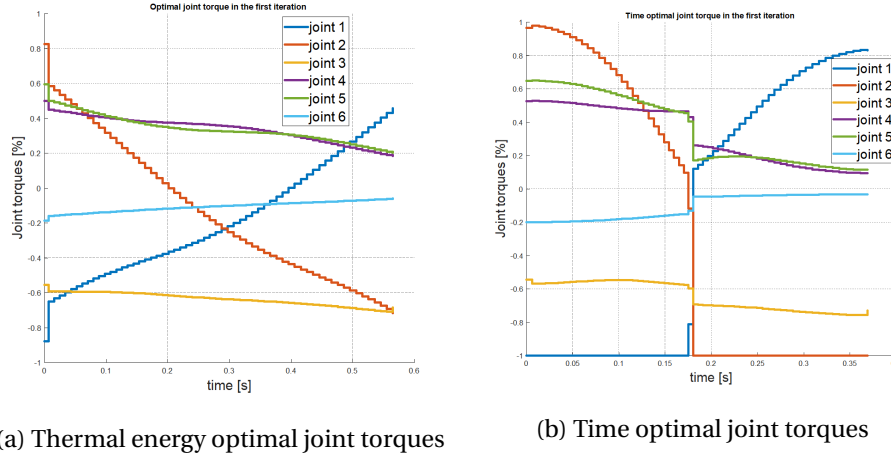 Optimal joint torque in the first iteration
1
0.8
0.6
0.4
0.2
0
-0.2
-0.4
-0.6
-0.8
-1
Joint torques [%]
joint 1
joint 2
joint 3
joint 4
joint 5
joint 6
0 0.1 0.2 0.3 0.4 0.5 0.6
time [s]
(a) Thermal energy optimal joint torques
Time optimal joint torque in the first iteration
1
0.8
0.6
0.4
0.2
0
-0.2
-0.4
-0.6
-0.8
-1
Joint torques [%]
joint 1
joint 2
joint 3
joint 4
joint 5
joint 6
0 0.05 0.1 0.15 0.2 0.25 0.3 0.35
time [s]
(b) Time optimal joint torques